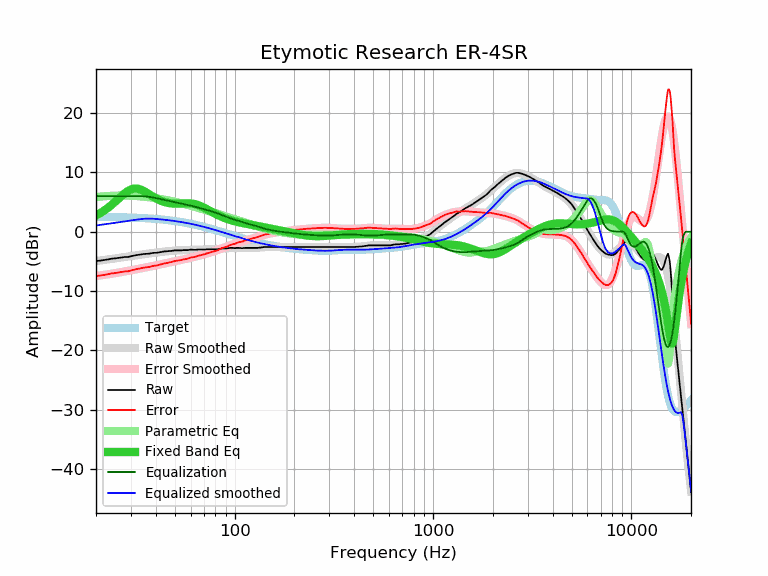 Etymotic Research ER-4SR
20
10
0
−10
−20
−30
−40
Amplitude (dBr)
Target
Raw Smoothed
Error Smoothed
Raw
Error
Parametric Eq
Fixed Band Eq
Equalization
Equalized smoothed
100
1000
10000
Frequency (Hz)